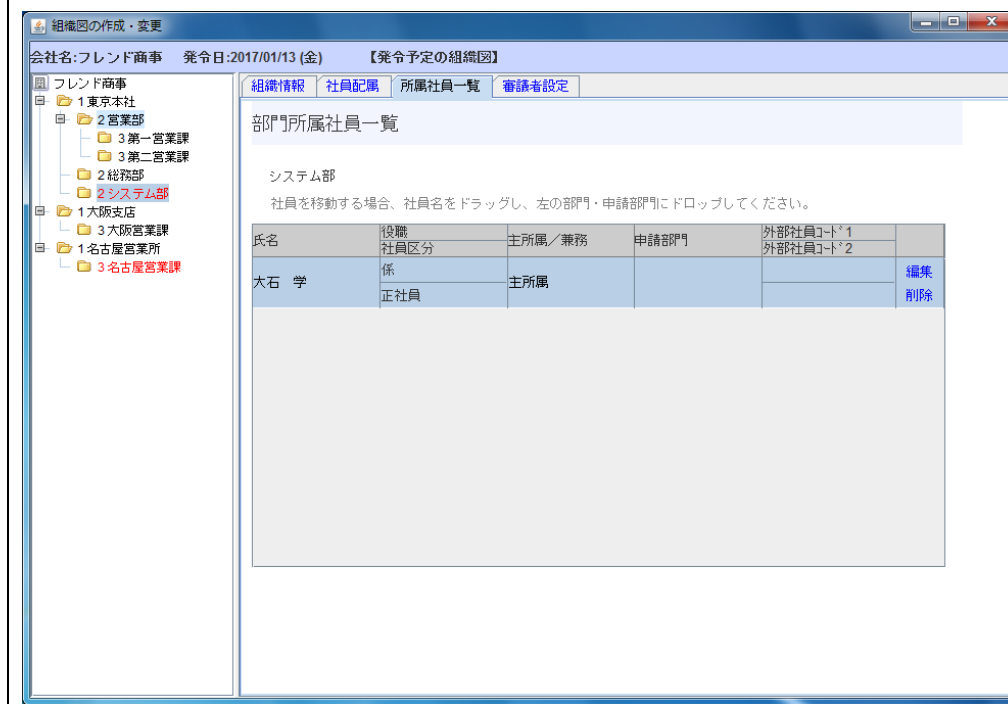 組織図の作成・変更
会社名:フレンド商事 発令日:2017/01/13 (金) 【発令予定の組織図】
フレンド商事
1 東京本社
2 営業部
3 第一営業課
3 第二営業課
2 総務部
2 システム部
1 大阪支店
3 大阪営業課
1 名古屋営業所
3 名古屋営業課
組織情報 社員配属 所属社員一覧 審議者設定
部門所属社員一覧
システム部
社員を移動する場合、社員名をドラッグし、左の部門・申請部門にドロップしてください。
氏名 役職 主所属/兼務 申請部門 外部社員コード1
社員区分 外部社員コード2
大石 学 係 主所属 編集
正社員 削除